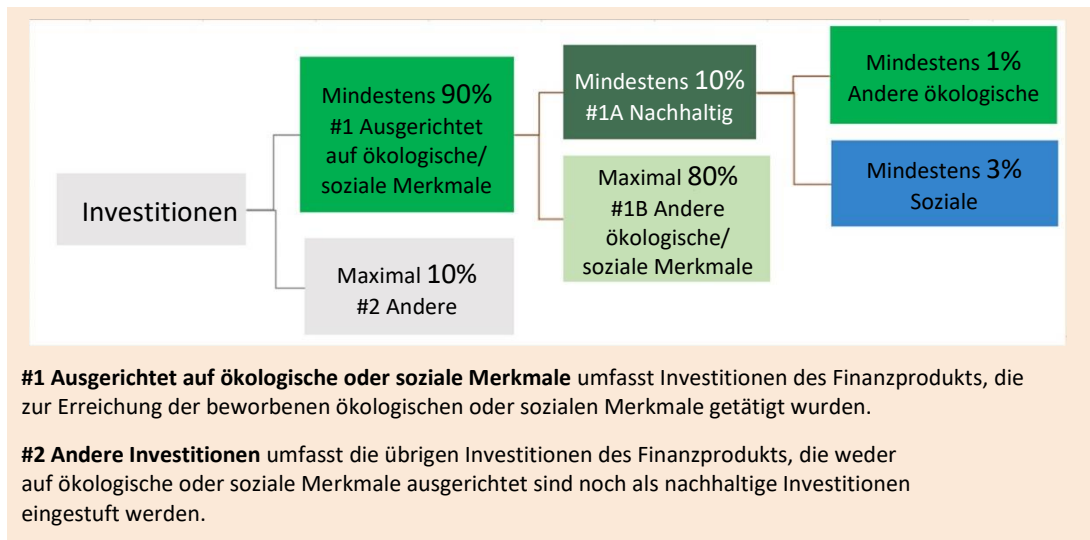 Investitionen
Mindestens 90%
#1 Ausgerichtet
auf ökologische/
soziale Merkmale
Maximal 10%
#2 Andere
Mindestens 10%
#1A Nachhaltig
Maximal 80%
#1B Andere
ökologische/
soziale Merkmale
Mindestens 1%
Andere ökologische
Mindestens 3%
Soziale
#1 Ausgerichtet auf ökologische oder soziale Merkmale umfasst Investitionen des Finanzprodukts, die
zur Erreichung der beworbenen ökologischen oder sozialen Merkmale getätigt wurden.
#2 Andere Investitionen umfasst die übrigen Investitionen des Finanzprodukts, die weder
auf ökologische oder soziale Merkmale ausgerichtet sind noch als nachhaltige Investitionen
eingestuft werden.